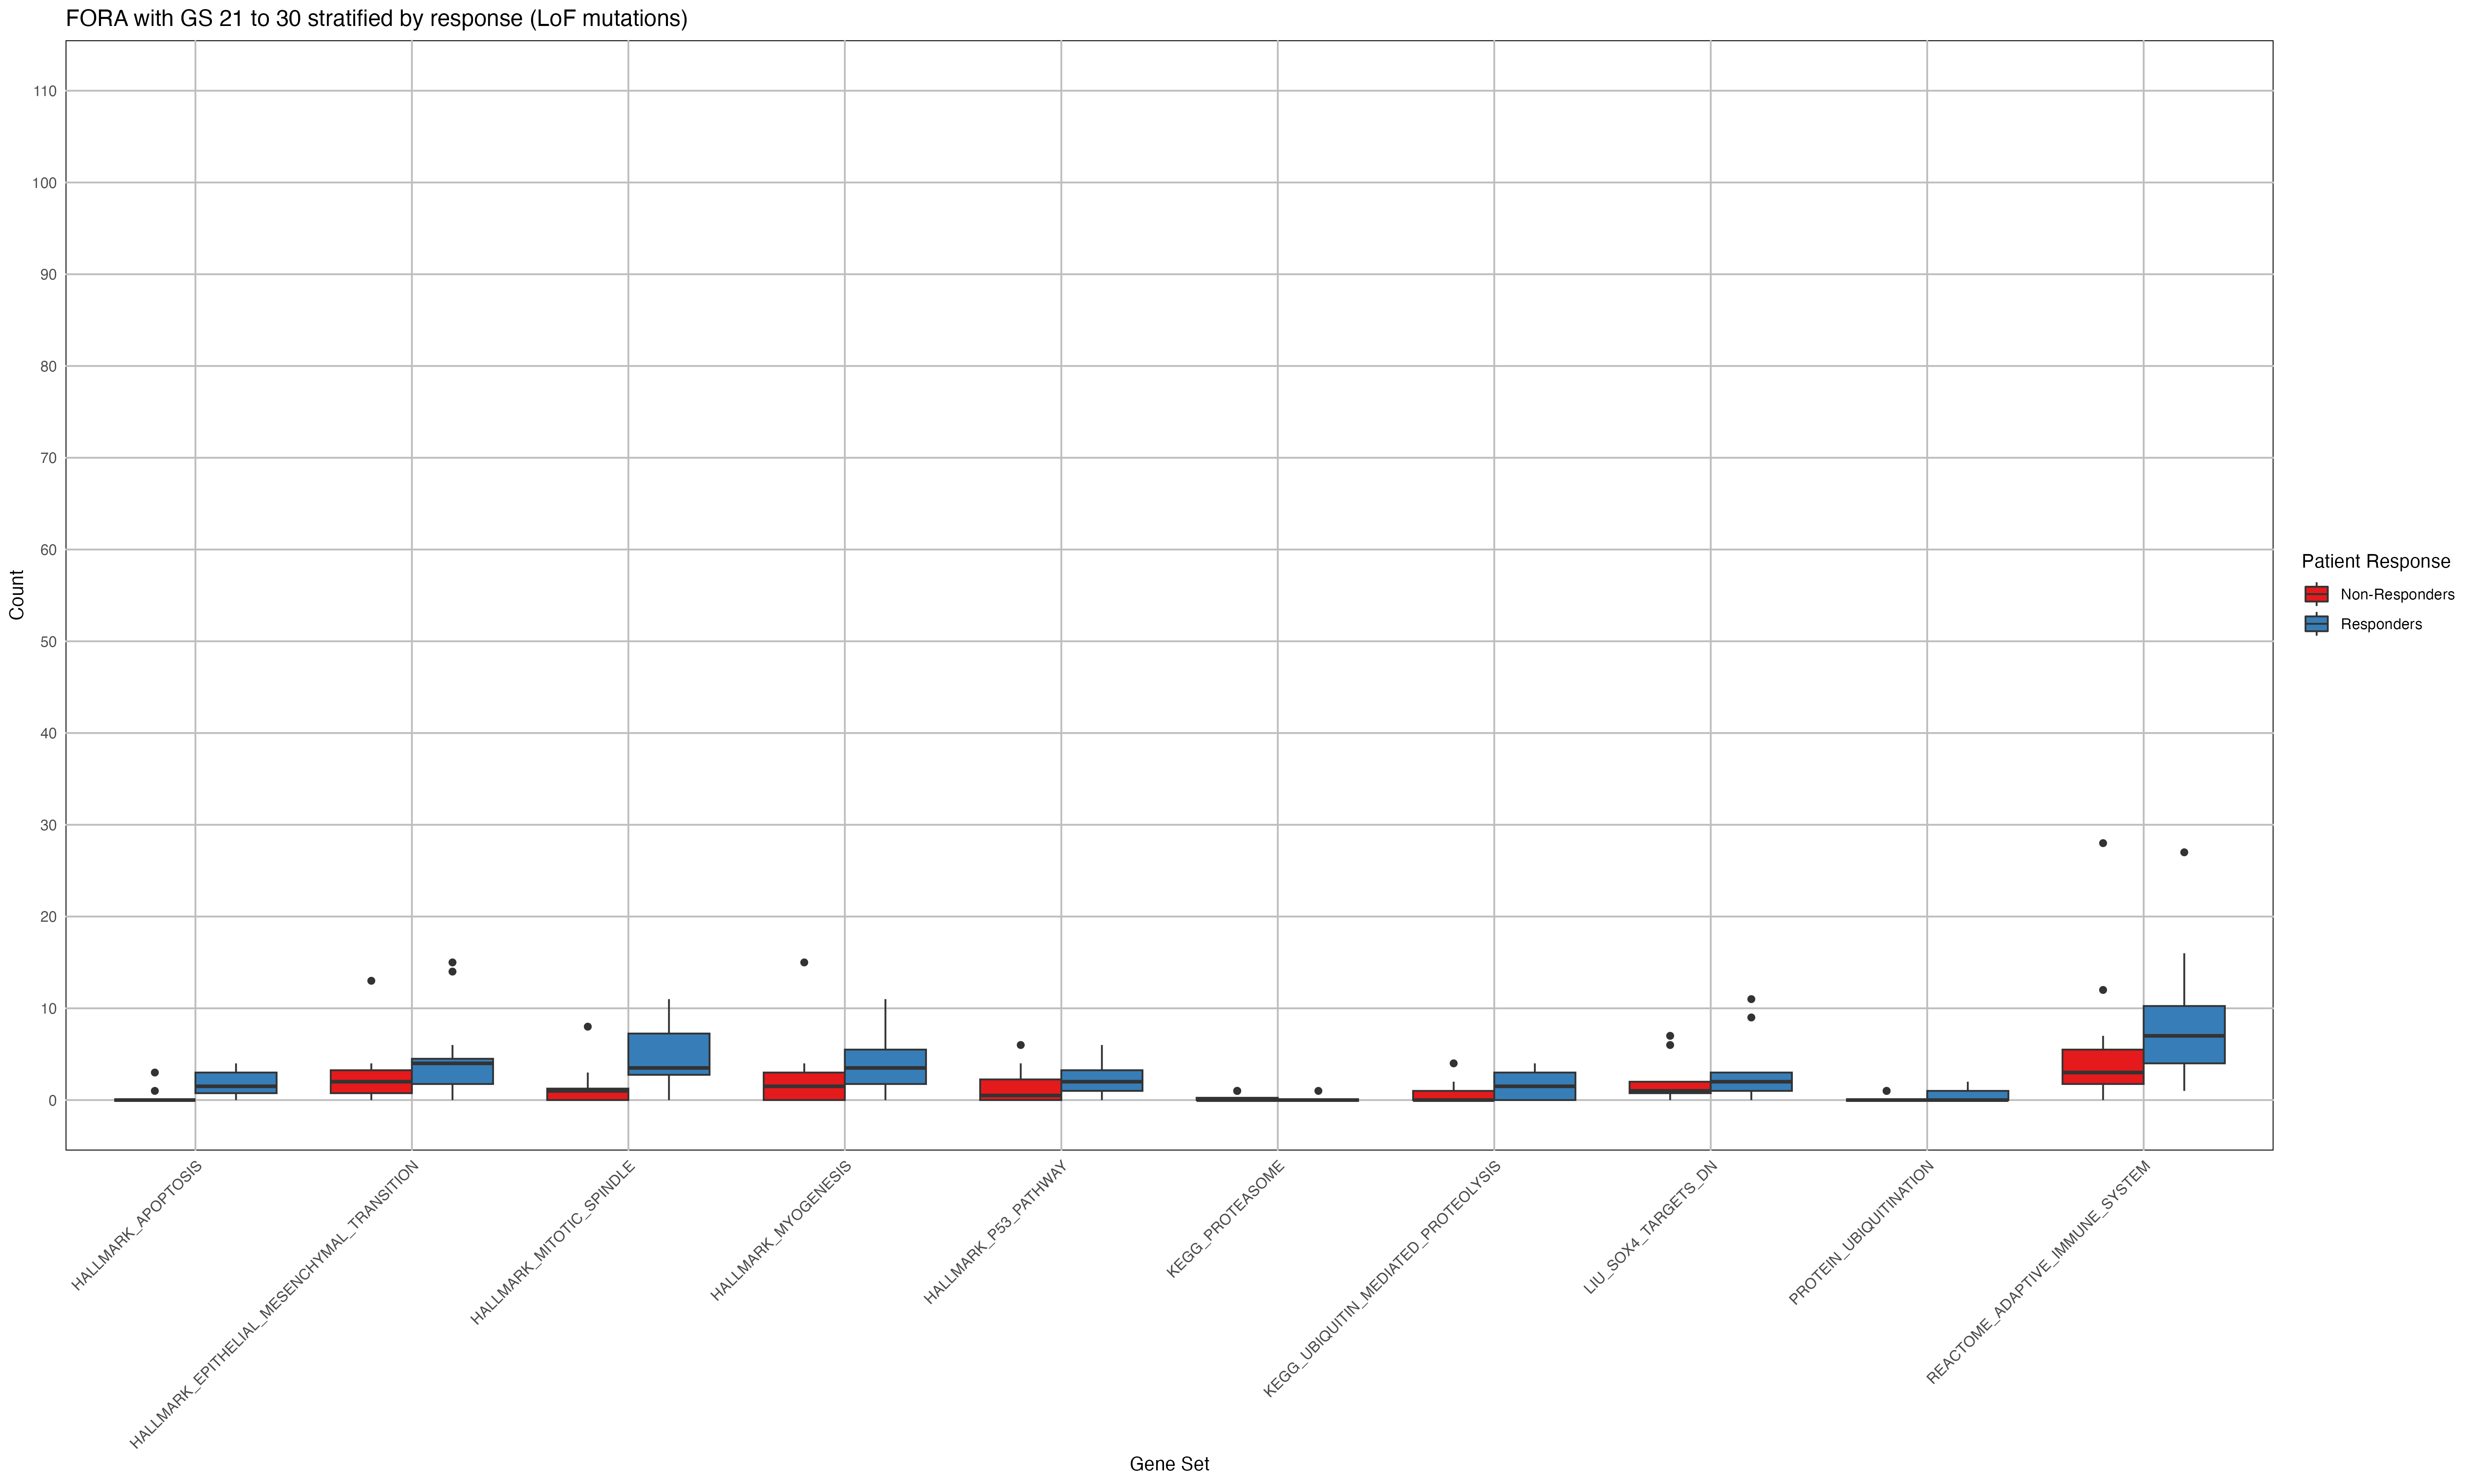 FORA with GS 21 to 30 stratified by response (LoF mutations)
110
100
90
80
70
60
50
40
30
20
10
0
Count
HALLMARK_APOPTOSIS
HALLMARK_EPITHELIAL_MESENCHYMAL_TRANSITION
HALLMARK_MITOTIC_SPINDLE
HALLMARK_MYOGENESIS
HALLMARK_P53_PATHWAY
KEGG_PROTEASOME
KEGG_UBIQUITIN_MEDIATED_PROTEOLYSIS
LIU_SOX4_TARGETS_DN
PROTEIN_UBIQUITINATION
REACTOME_ADAPTIVE_IMMUNE_SYSTEM
Gene Set
Patient Response
Non-Responders
Responders